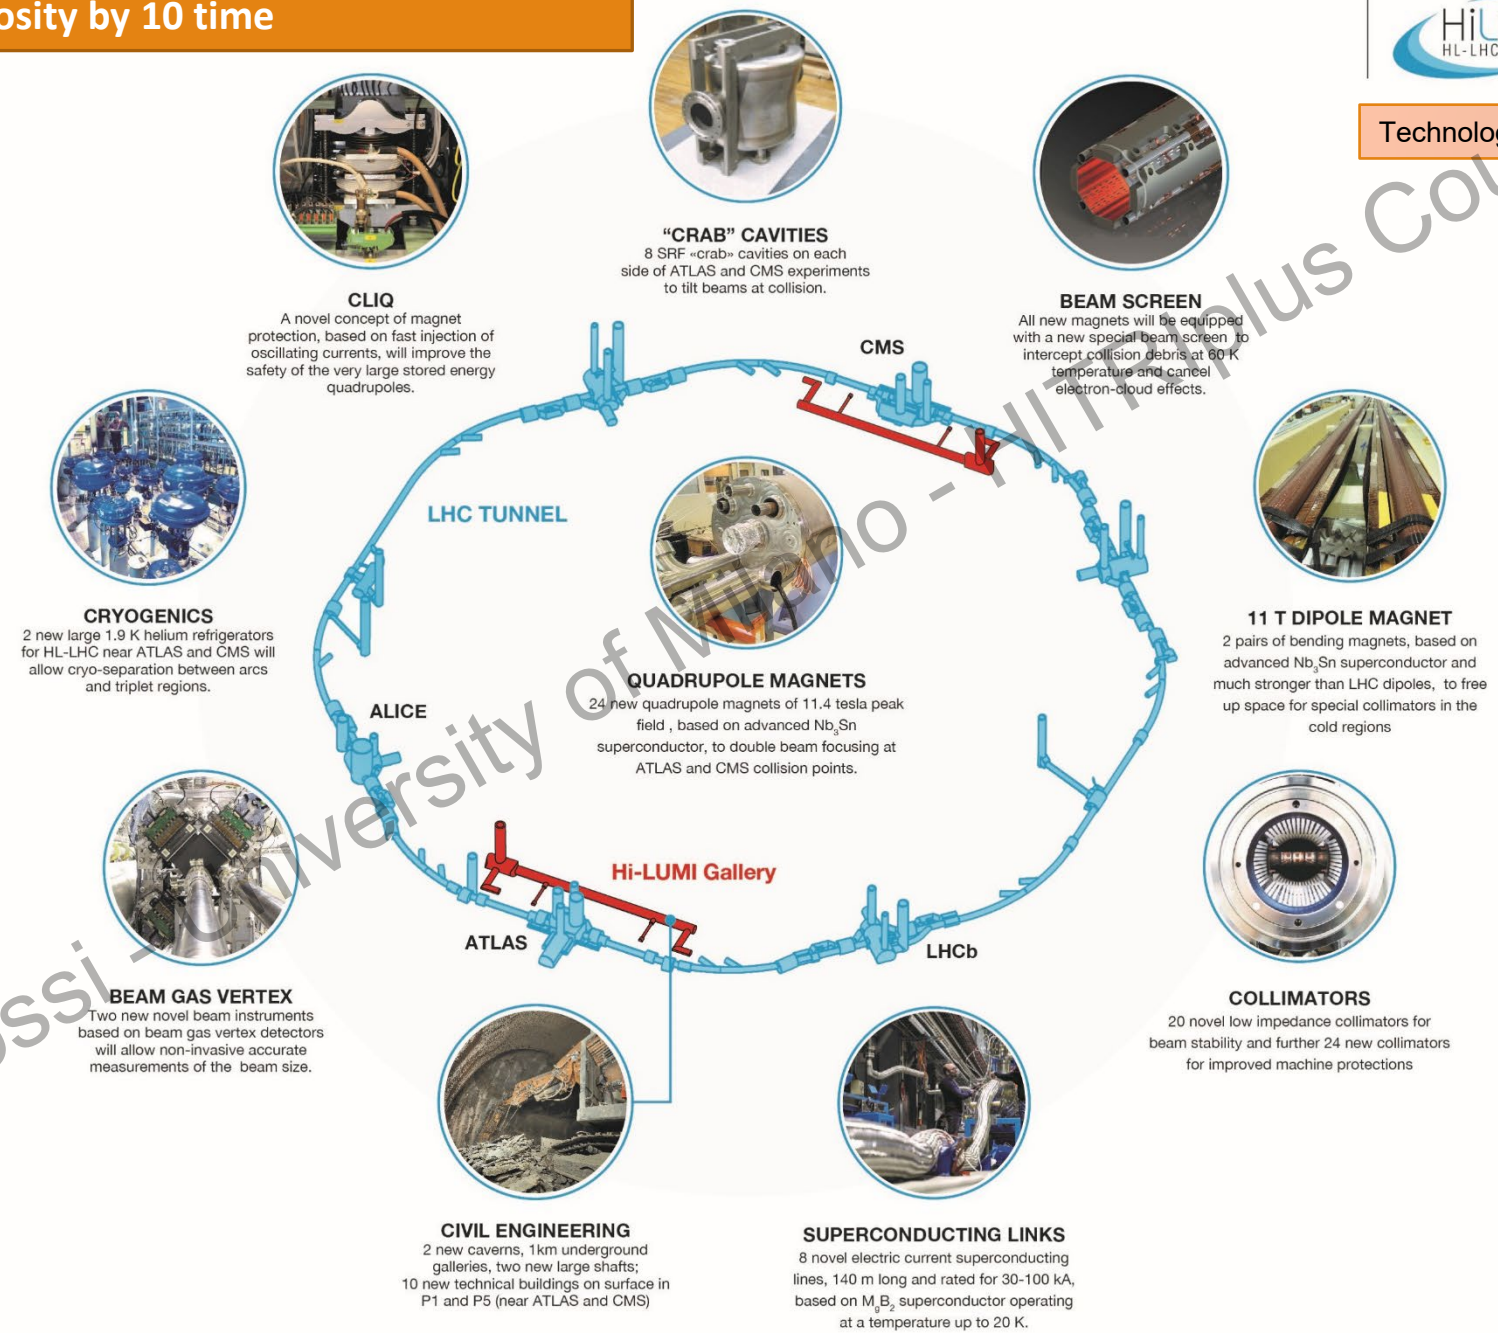 osity by 10 time
HL-LHC
Technolog
CLIQ
A novel concept of magnet
protection, based on fast injection of
oscillating currents, will improve the
safety of the very large stored energy
quadrupoles.
"CRAB" CAVITIES
8 SRF «crab» cavities on each
side of ATLAS and CMS experiments
to tilt beams at collision.
BEAM SCREEN
All new magnets will be equipped
with a new special beam screen to
intercept collision debris at 60 K
temperature and cancel
electron-cloud effects.
CMS
LHC TUNNEL
CRYOGENICS
2 new large 1.9 K helium refrigerators
for HL-LHC near ATLAS and CMS will
allow cryo-separation between arcs
and triplet regions.
11 T DIPOLE MAGNET
2 pairs of bending magnets, based on
advanced Nb₃Sn superconductor and
much stronger than LHC dipoles, to free
up space for special collimators in the
cold regions
QUADRUPOLE MAGNETS
24 new quadrupole magnets of 11.4 tesla peak
field , based on advanced Nb₃Sn
superconductor, to double beam focusing at
ATLAS and CMS collision points.
ALICE
Hi-LUMI Gallery
ATLAS
LHCb
BEAM GAS VERTEX
Two new novel beam instruments
based on beam gas vertex detectors
will allow non-invasive accurate
measurements of the beam size.
COLLIMATORS
20 novel low impedance collimators for
beam stability and further 24 new collimators
for improved machine protections
CIVIL ENGINEERING
2 new caverns, 1km underground
galleries, two new large shafts;
10 new technical buildings on surface in
P1 and P5 (near ATLAS and CMS)
SUPERCONDUCTING LINKS
8 novel electric current superconducting
lines, 140 m long and rated for 30-100 kA,
based on MgB₂ superconductor operating
at a temperature up to 20 K.
ossi - University of Milano - HITRIplus Cou